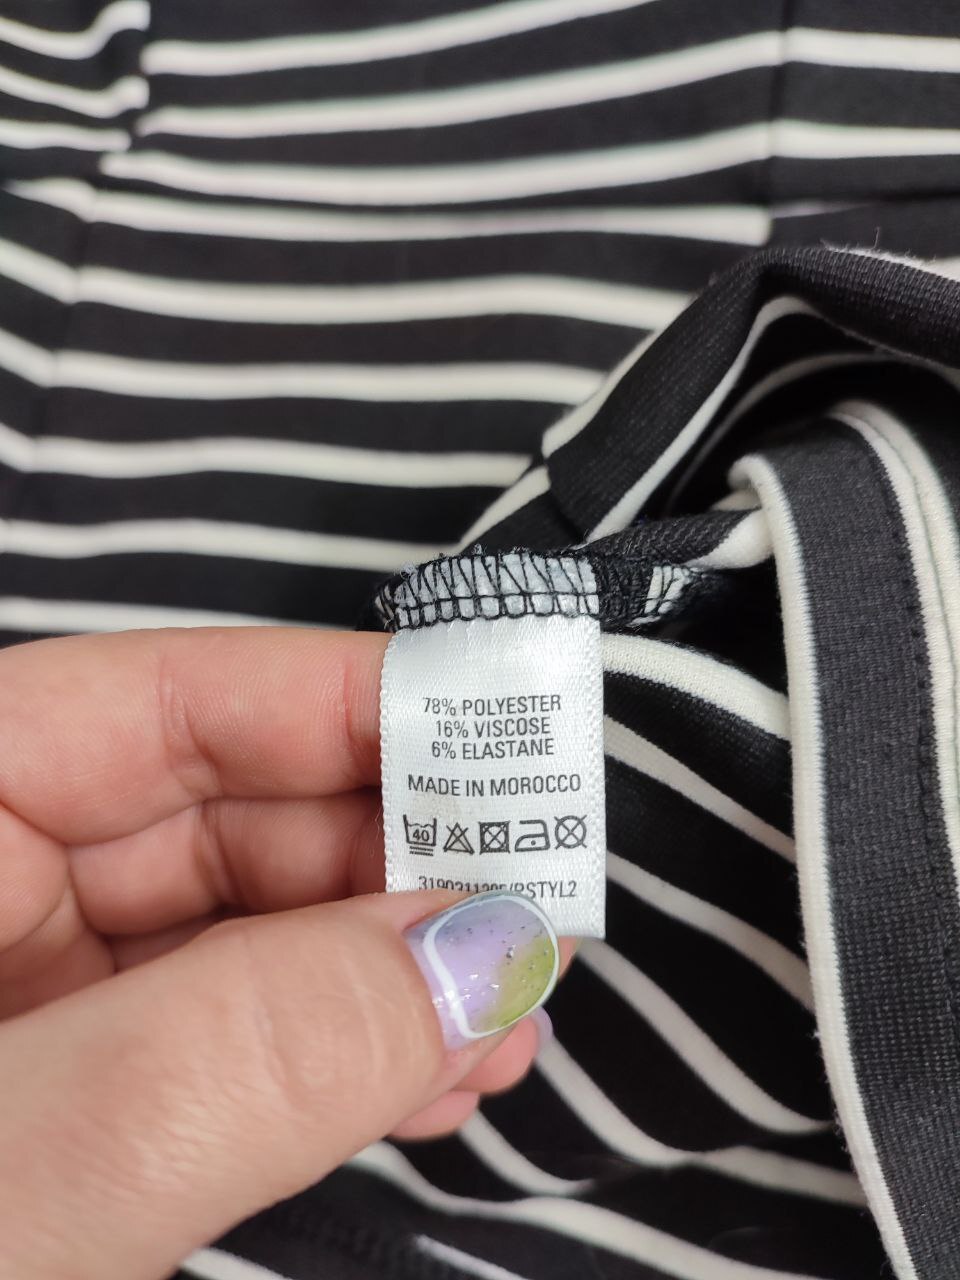 78% POLYESTER
16% VISCOSE
6% ELASTANE
MADE IN MOROCCO
40